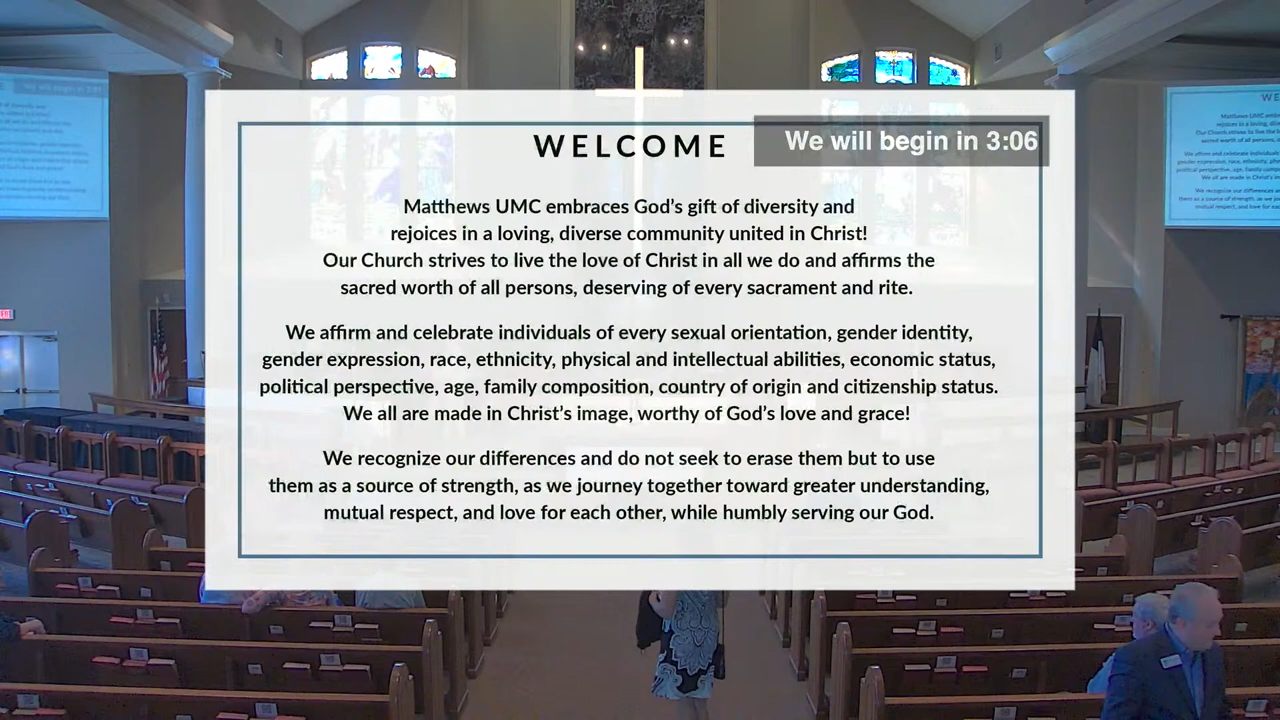 WELCOME
We will begin in 3:06
Matthews UMC embraces God's gift of diversity and
rejoices in a loving, diverse community united in Christ!
Our Church strives to live the love of Christ in all we do and affirms the
sacred worth of all persons, deserving of every sacrament and rite.
We affirm and celebrate individuals of every sexual orientation, gender identity,
gender expression, race, ethnicity, physical and intellectual abilities, economic status,
political perspective, age, family composition, country of origin and citizenship status.
We all are made in Christ's image, worthy of God's love and grace!
We recognize our differences and do not seek to erase them but to use
them as a source of strength, as we journey together toward greater understanding,
mutual respect, and love for each other, while humbly serving our God.